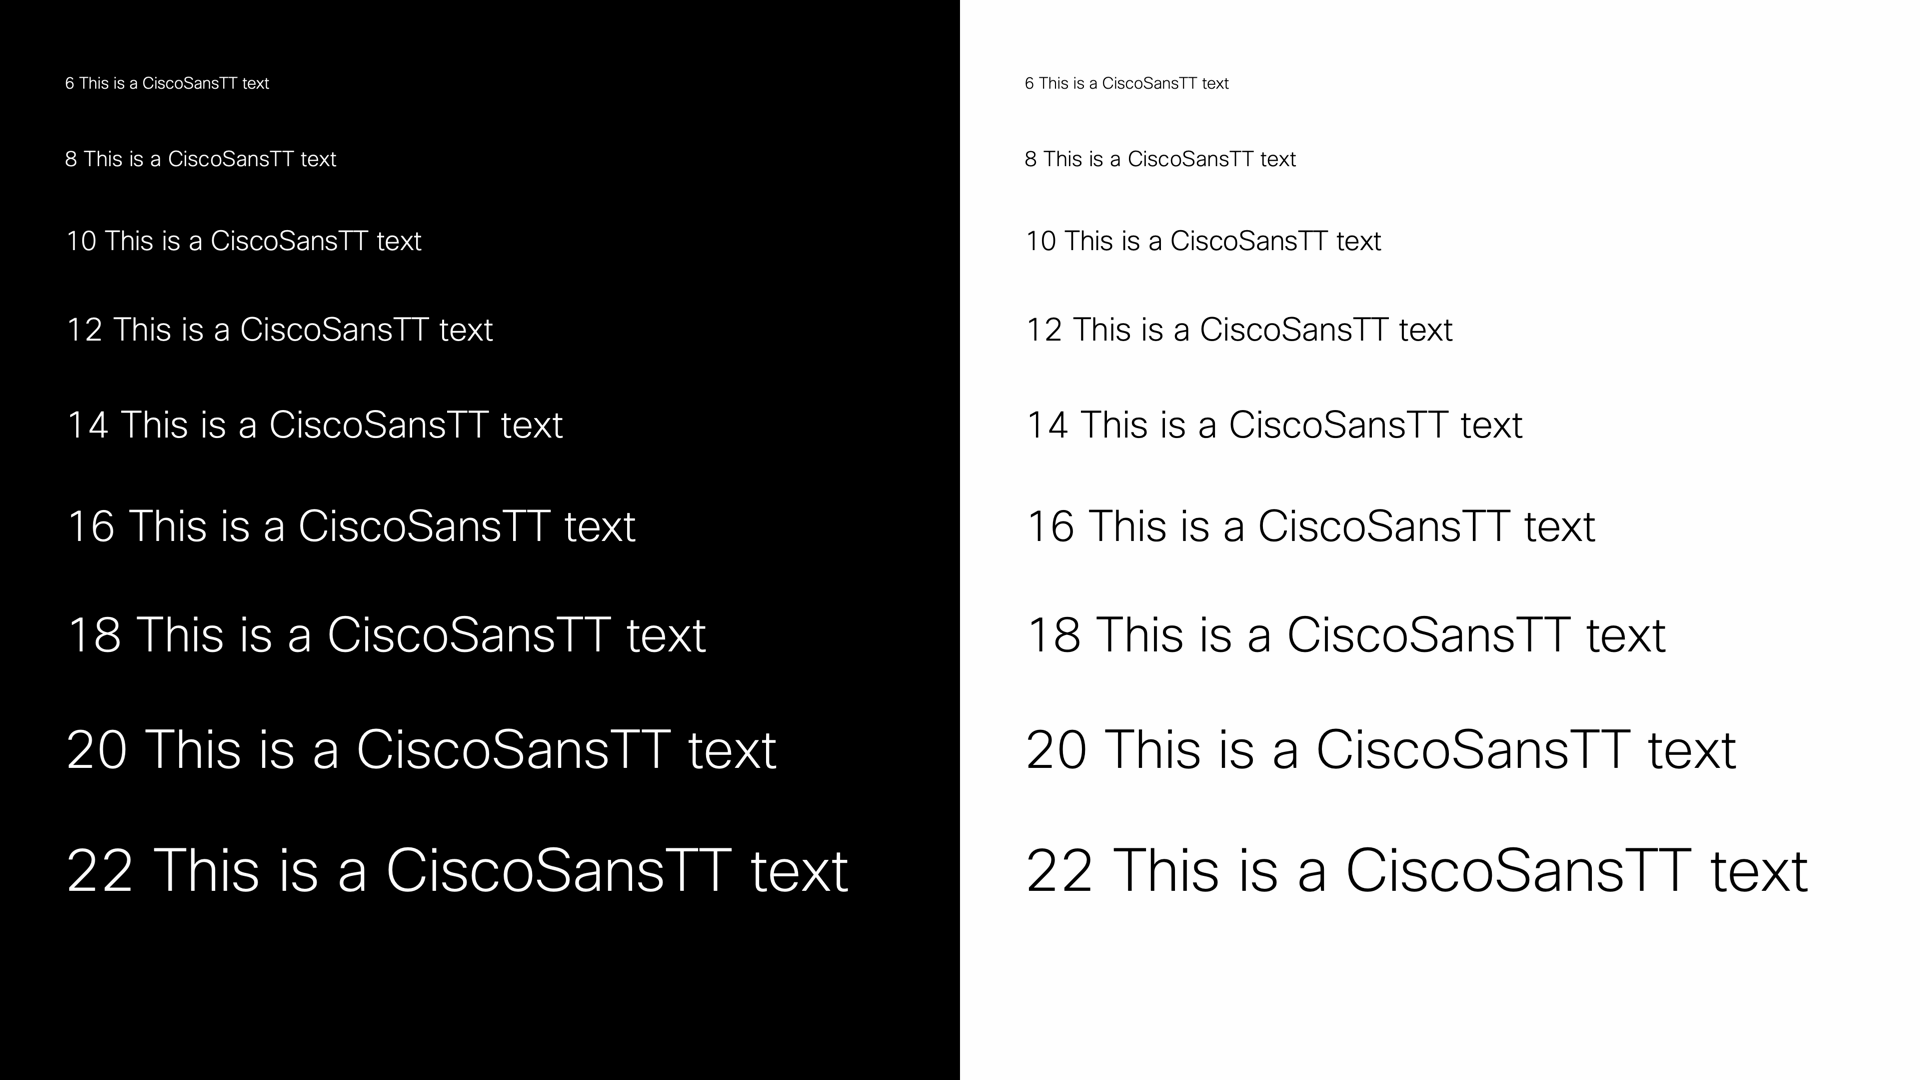 6 This is a CiscoSansTT text
8 This is a CiscoSansTT text
10 This is a CiscoSansTT text
12 This is a CiscoSansTT text
14 This is a CiscoSansTT text
16 This is a CiscoSansTT text
18 This is a CiscoSansTT text
20 This is a CiscoSansTT text
22 This is a CiscoSansTT text
6 This is a CiscoSansTT text
8 This is a CiscoSansTT text
10 This is a CiscoSansTT text
12 This is a CiscoSansTT text
14 This is a CiscoSansTT text
16 This is a CiscoSansTT text
18 This is a CiscoSansTT text
20 This is a CiscoSansTT text
22 This is a CiscoSansTT text